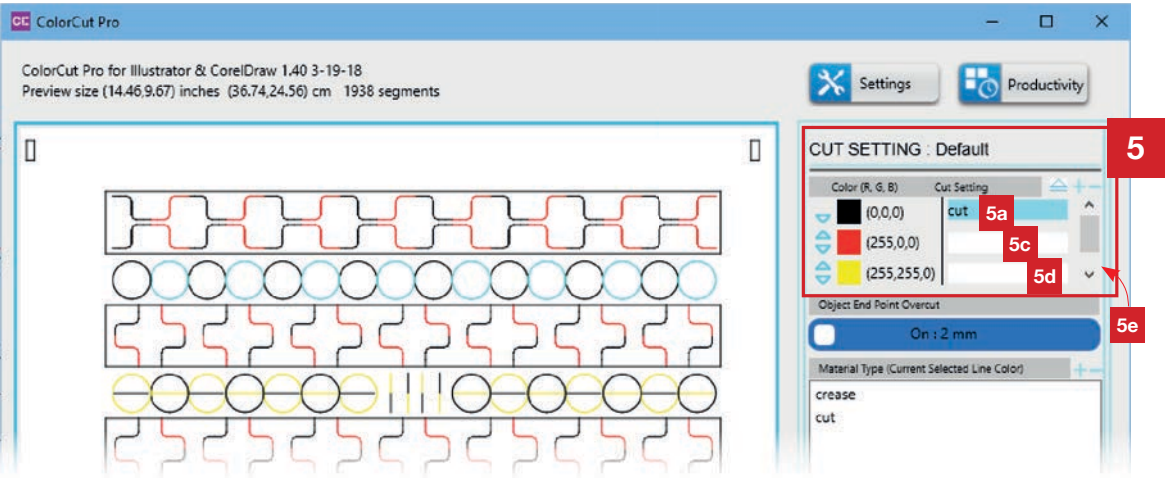 CC ColorCut Pro
ColorCut Pro for Illustrator & CorelDraw 1.40 3-19-18
Preview size (14.46,9.67) inches (36.74,24.56) cm 1938 segments
Settings
Productivity
5
CUT SETTING : Default
Color (R, G, B) Cut Setting
(0,0,0) cut 5a
(255,0,0) 5c
(255,255,0) 5d
5e
Object End Point Overcut
On : 2 mm
Material Type (Current Selected Line Color)
crease
cut